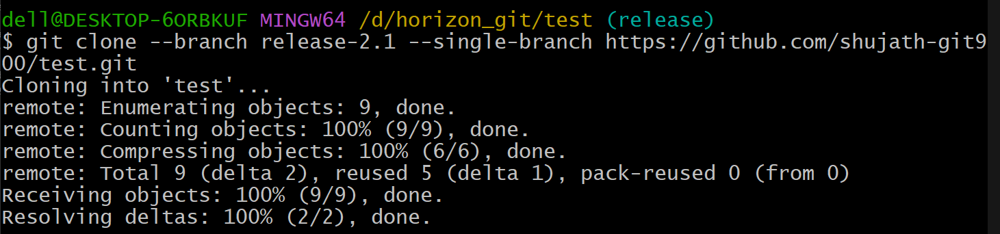 dell@DESKTOP-6ORBKUF MINGW64 /d/horizon_git/test (release)
$ git clone --branch release-2.1 --single-branch https://github.com/shujath-git9
00/test.git
Cloning into 'test'...
remote: Enumerating objects: 9, done.
remote: Counting objects: 100% (9/9), done.
remote: Compressing objects: 100% (6/6), done.
remote: Total 9 (delta 2), reused 5 (delta 1), pack-reused 0 (from 0)
Receiving objects: 100% (9/9), done.
Resolving deltas: 100% (2/2), done.